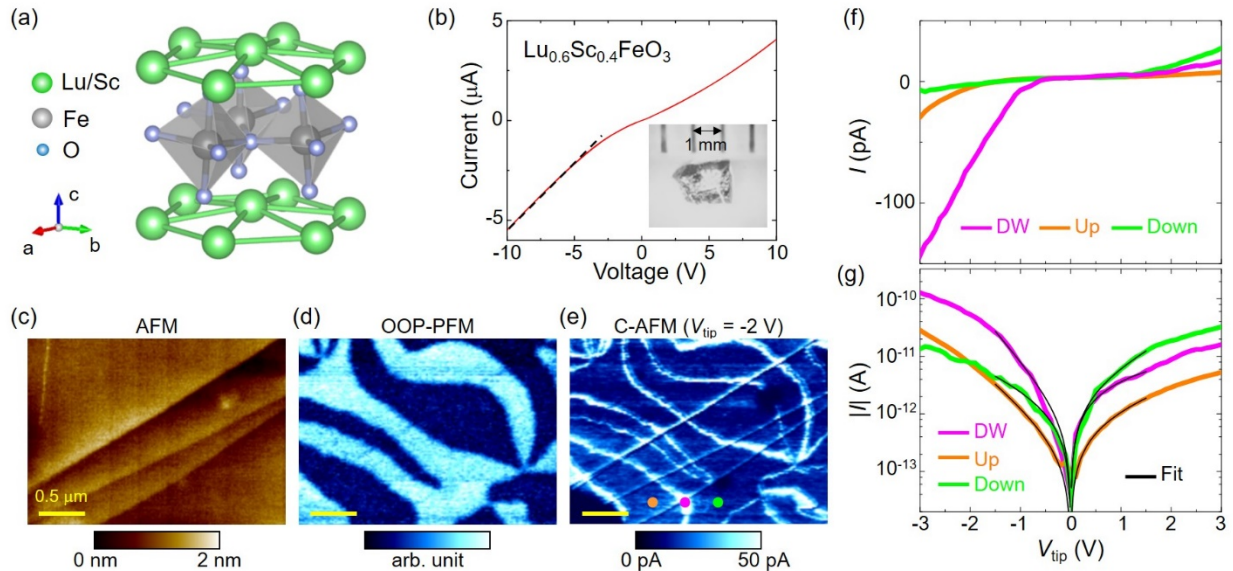 (a)
Lu/Sc
Fe
O
c
a
b
(b)
Lu0.6Sc0.4FeO3
Current (μA)
5
0
-5
1 mm
-10 -5 0 5 10
Voltage (V)
(c)
AFM
0.5 μm
0 nm 2 nm
(d)
OOP-PFM
arb. unit
(e)
C-AFM (Vtip = -2 V)
0 pA 50 pA
(f)
I (pA)
0
-100
DW Up Down
(g)
|I| (A)
10-10
10-11
10-12
10-13
DW
Up
Down
Fit
-3 -2 -1 0 1 2 3
Vtip (V)